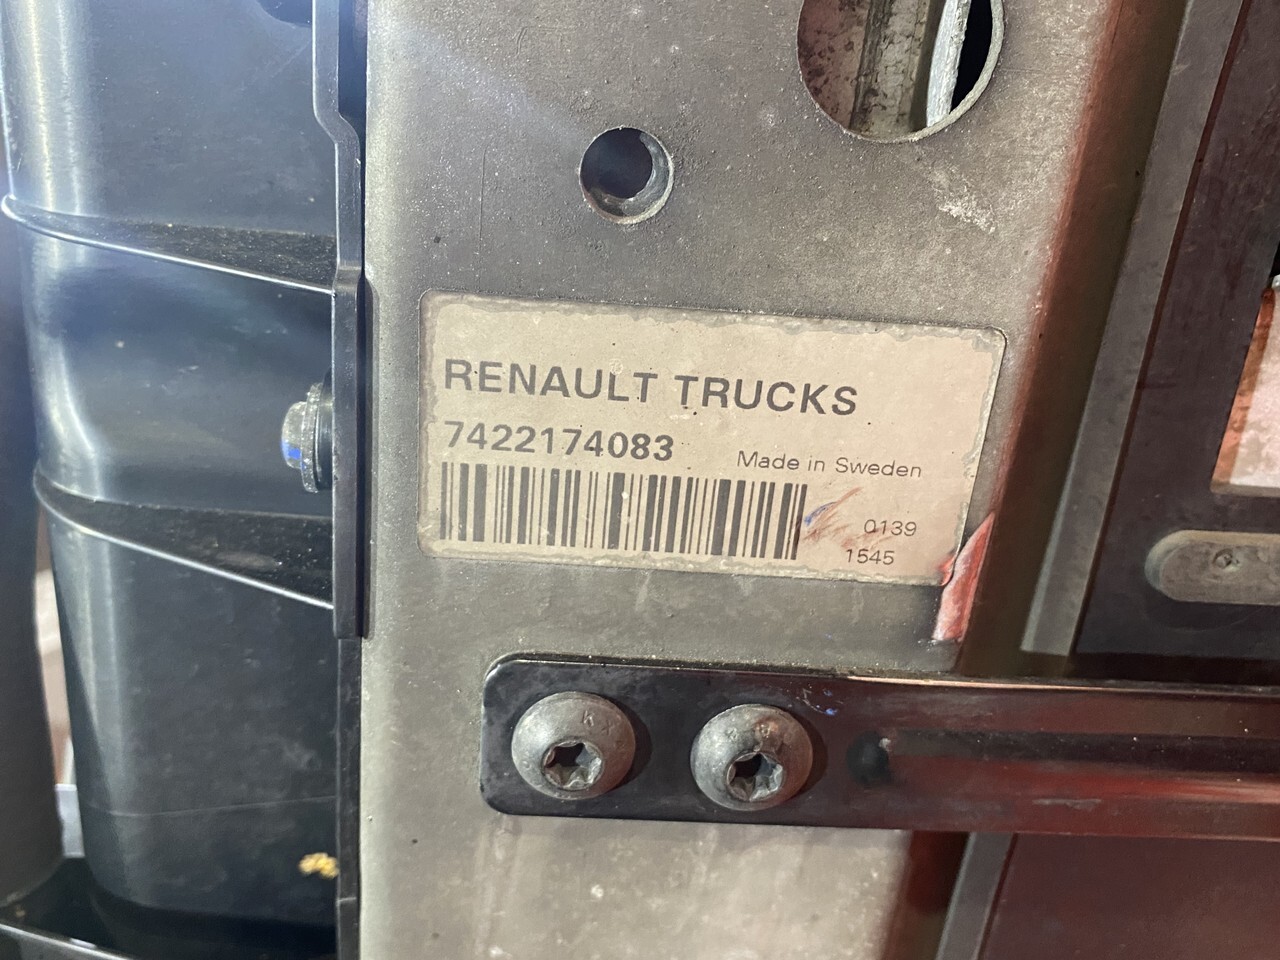 RENAULT TRUCKS
7422174083
Made in Sweden
0139
1545